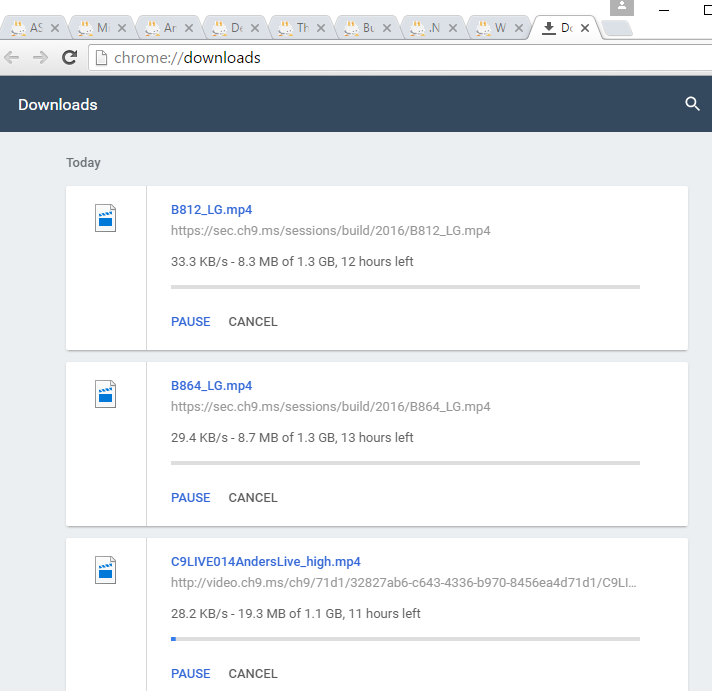 AS
Mi
An
De
Th
Bu
.N
W
Do
chrome://downloads
Downloads
Today
B812_LG.mp4
https://sec.ch9.ms/sessions/build/2016/B812_LG.mp4
33.3 KB/s - 8.3 MB of 1.3 GB, 12 hours left
PAUSE CANCEL
B864_LG.mp4
https://sec.ch9.ms/sessions/build/2016/B864_LG.mp4
29.4 KB/s - 8.7 MB of 1.3 GB, 13 hours left
PAUSE CANCEL
C9LIVE014AndersLive_high.mp4
http://video.ch9.ms/ch9/71d1/32827ab6-c643-4336-b970-8456ea4d71d1/C9LI...
28.2 KB/s - 19.3 MB of 1.1 GB, 11 hours left
PAUSE CANCEL